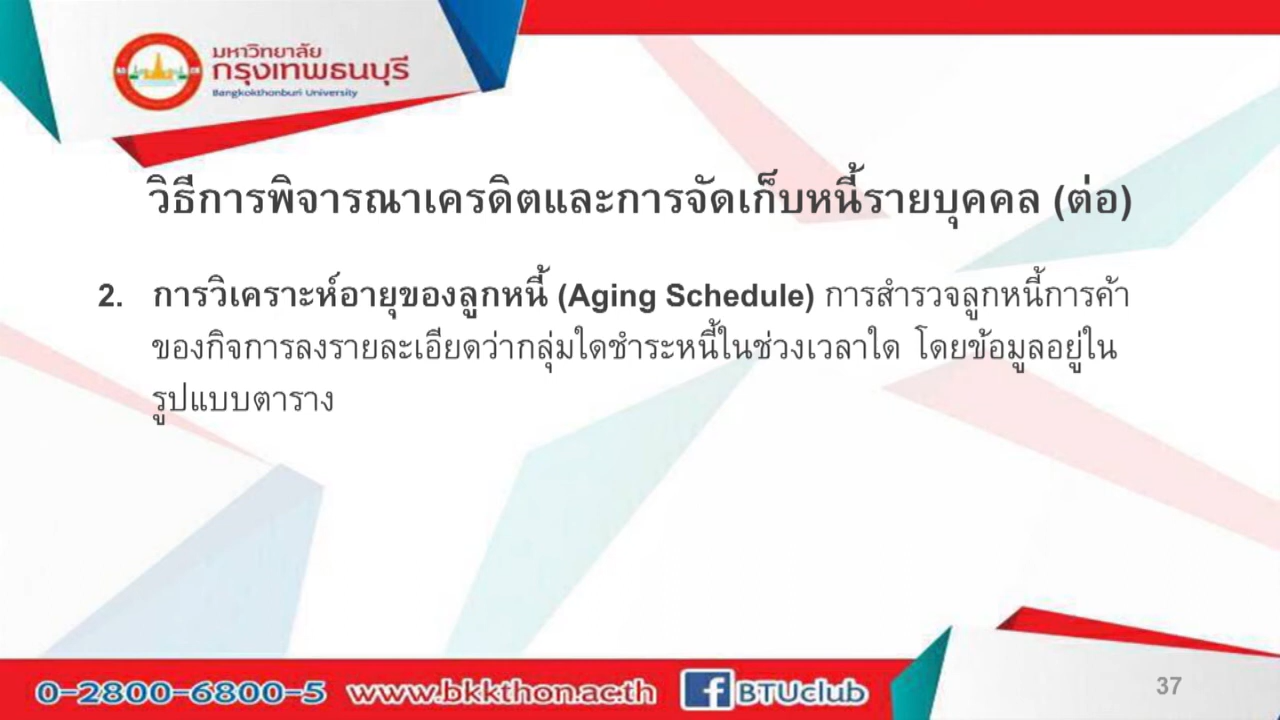 มหาวิทยาลัย
กรุงเทพธนบุรี
Bangkokthonburi University
วิธีการพิจารณาเครดิตและการจัดเก็บหนี้รายบุคคล (ต่อ)
2. การวิเคราะห์อายุของลูกหนี้ (Aging Schedule) การสำรวจลูกหนี้การค้า
ของกิจการลงรายละเอียดว่ากลุ่มใดชำระหนี้ในช่วงเวลาใด โดยข้อมูลอยู่ใน
รูปแบบตาราง
0-2800-6800-5 www.bkkthon.ac.th f BTUclub
37